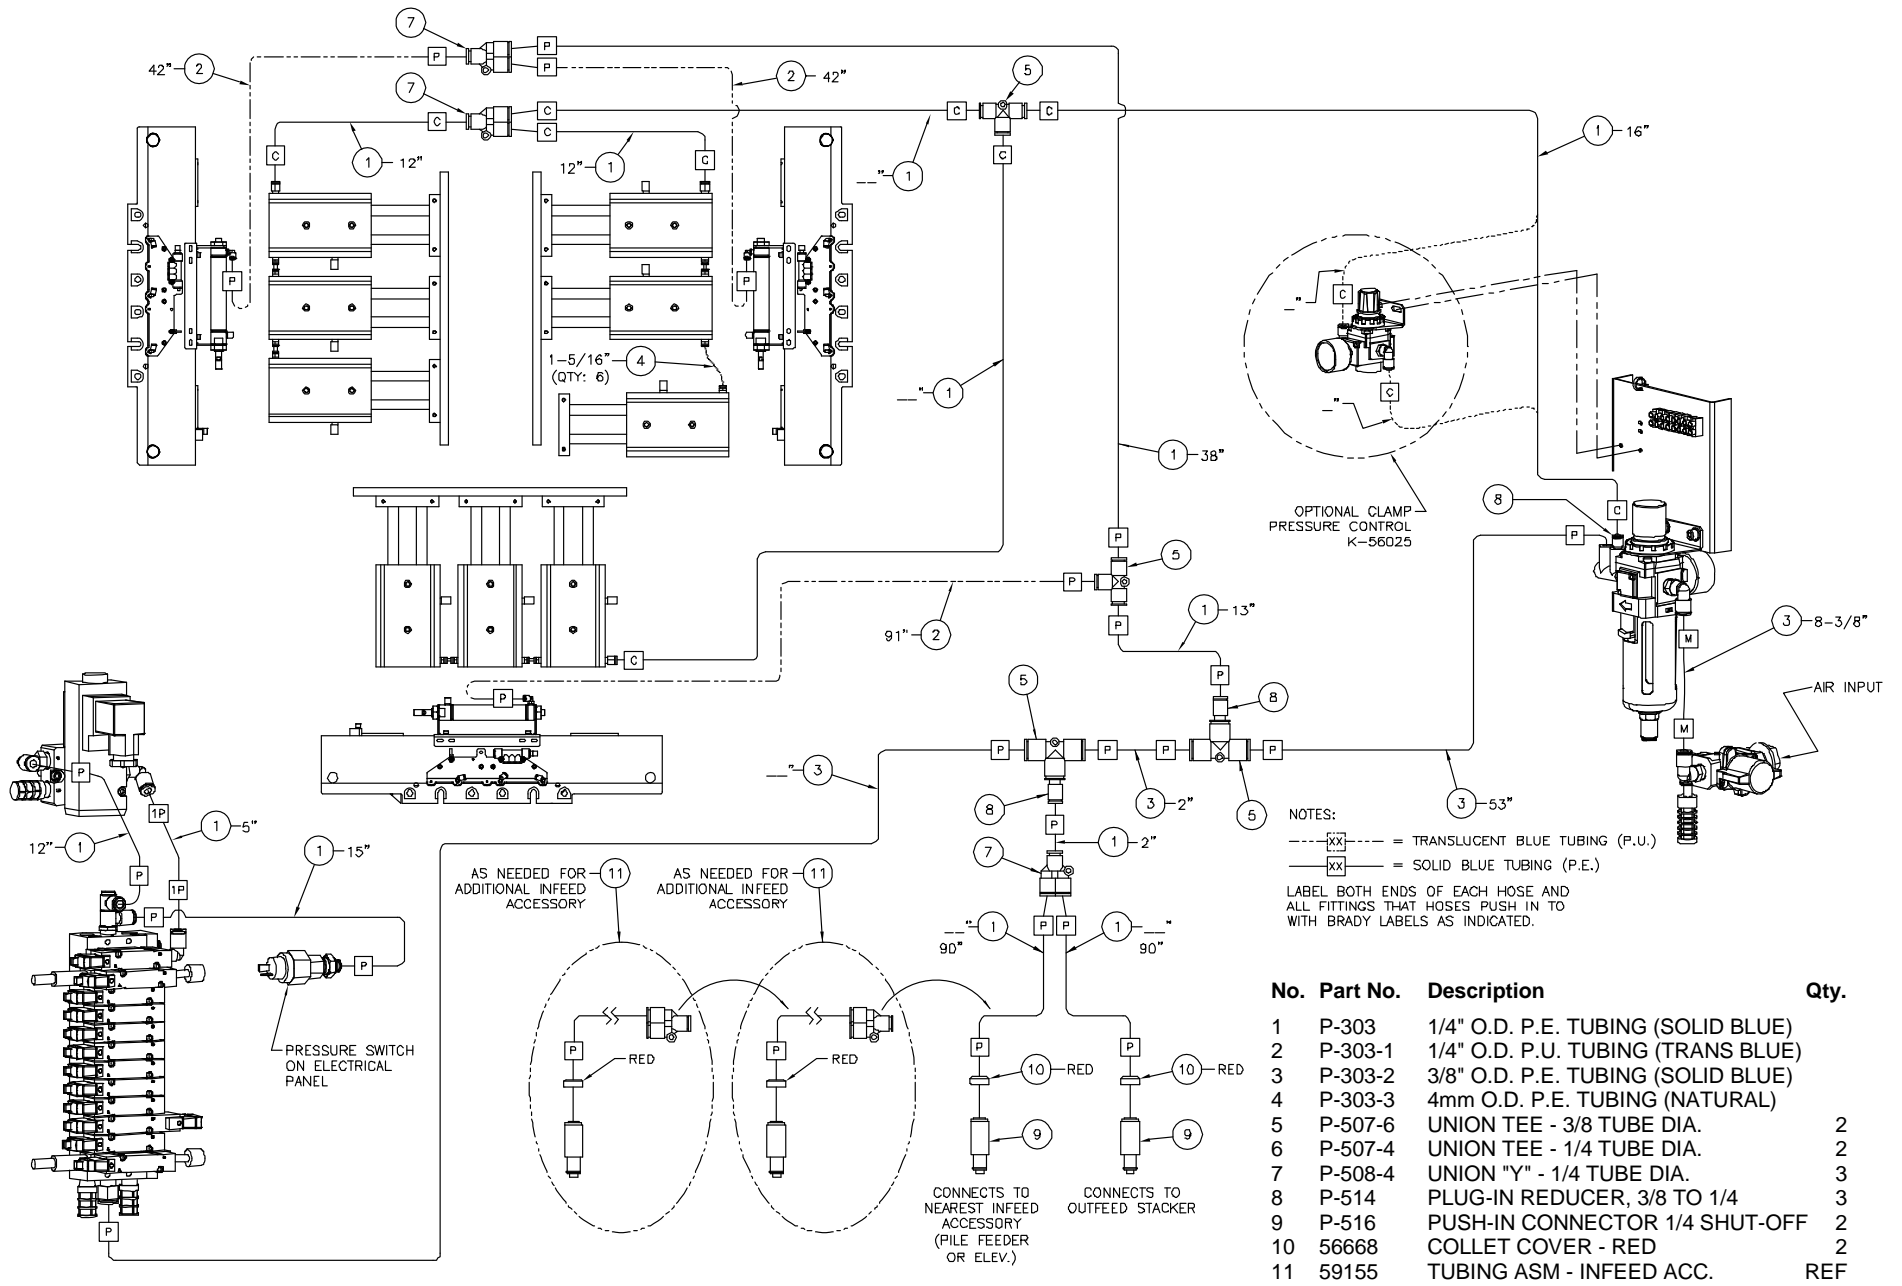 7
P
P
P
42"
2
2
42"
7
5
C
C
C
C
C
1
12"
12"
1
C
C
C
__"
1
1
16"
P
P
_"
C
C
_"
1-5/16"
(QTY: 6)
4
__"
1
1
38"
OPTIONAL CLAMP
PRESSURE CONTROL
K-56025
8
C
P
P
5
P
P
91"
2
1
13"
3
8-3/8"
M
M
AIR INPUT
C
P
P
5
8
P
P
P
P
__"
3
8
3
2"
5
3
53"
P
1
2"
7
P
1P
12"
1
1
5"
1
15"
P
1P
P
P
PRESSURE SWITCH
ON ELECTRICAL
PANEL
P
NOTES:
XX = TRANSLUCENT BLUE TUBING (P.U.)
XX = SOLID BLUE TUBING (P.E.)
LABEL BOTH ENDS OF EACH HOSE AND
ALL FITTINGS THAT HOSES PUSH IN TO
WITH BRADY LABELS AS INDICATED.
AS NEEDED FOR
ADDITIONAL INFEED
ACCESSORY
11
AS NEEDED FOR
ADDITIONAL INFEED
ACCESSORY
11
__"
90"
1
P
P
1
__"
90"
P
RED
P
RED
P
10
RED
P
10
RED
9
9
CONNECTS TO
NEAREST INFEED
ACCESSORY
(PILE FEEDER
OR ELEV.)
CONNECTS TO
OUTFEED STACKER
No. Part No. Description Qty.
1 P-303 1/4" O.D. P.E. TUBING (SOLID BLUE)
2 P-303-1 1/4" O.D. P.U. TUBING (TRANS BLUE)
3 P-303-2 3/8" O.D. P.E. TUBING (SOLID BLUE)
4 P-303-3 4mm O.D. P.E. TUBING (NATURAL)
5 P-507-6 UNION TEE - 3/8 TUBE DIA. 2
6 P-507-4 UNION TEE - 1/4 TUBE DIA. 2
7 P-508-4 UNION "Y" - 1/4 TUBE DIA. 3
8 P-514 PLUG-IN REDUCER, 3/8 TO 1/4 3
9 P-516 PUSH-IN CONNECTOR 1/4 SHUT-OFF 2
10 56668 COLLET COVER - RED 2
11 59155 TUBING ASM - INFEED ACC. REF